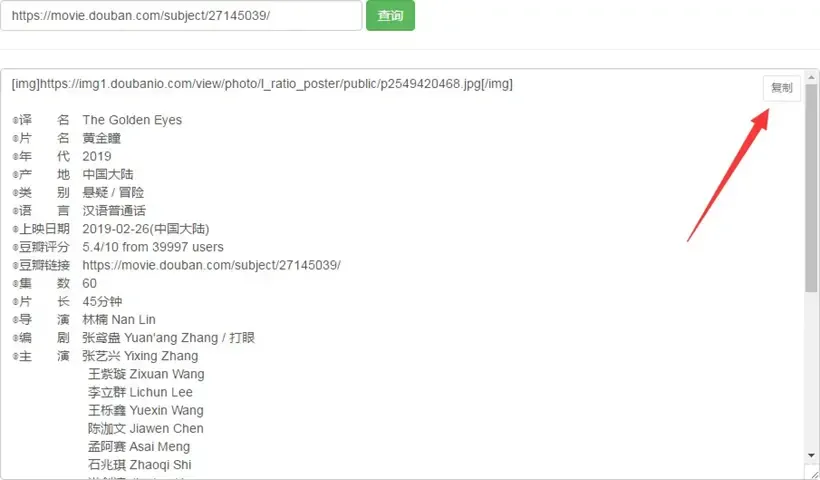 https://movie.douban.com/subject/27145039/ 查询
[img]https://img1.doubanio.com/view/photo/l_ratio_poster/public/p2549420468.jpg[/img] 复制
◎译 名 The Golden Eyes
◎片 名 黄金瞳
◎年 代 2019
◎产 地 中国大陆
◎类 别 悬疑 / 冒险
◎语 言 汉语普通话
◎上映日期 2019-02-26(中国大陆)
◎豆瓣评分 5.4/10 from 39997 users
◎豆瓣链接 https://movie.douban.com/subject/27145039/
◎集 数 60
◎片 长 45分钟
◎导 演 林楠 Nan Lin
◎编 剧 张鸢盎 Yuan'ang Zhang / 打眼
◎主 演 张艺兴 Yixing Zhang
王紫璇 Zixuan Wang
李立群 Lichun Lee
王栎鑫 Yuexin Wang
陈泇文 Jiawen Chen
孟阿赛 Asai Meng
石兆琪 Zhaoqi Shi